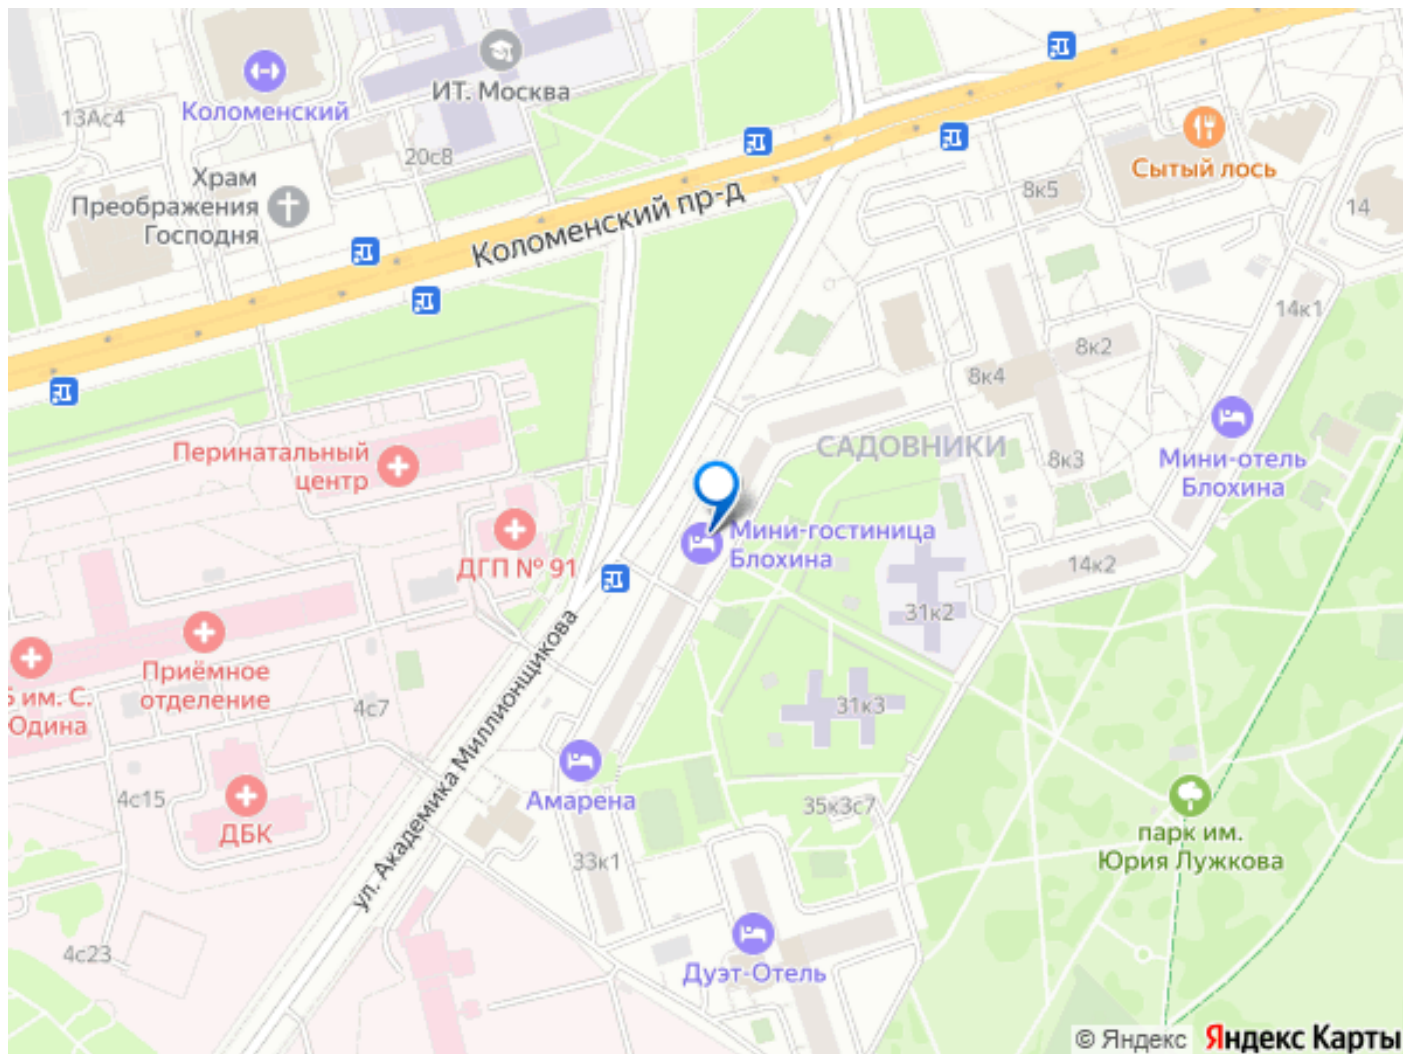 ИТ. Москва
Коломенский
13Ас4
20с8
Храм
Преображения
Господня
Коломенский пр-д
Сытый лось
8к5
14
14к1
8к2
8к4
САДОВНИКИ
8к3
Мини-отель
Блохина
Перинатальный
центр
ДГП № 91
Мини-гостиница
Блохина
14к2
31к2
Приёмное
отделение
им. С.
Юдина
4с7
ул. Академика Миллионщикова
31к3
4с15
ДБК
Амарена
35к3с7
парк им.
Юрия Лужкова
33к1
4с23
Дуэт-Отель
© Яндекс Яндекс Карты